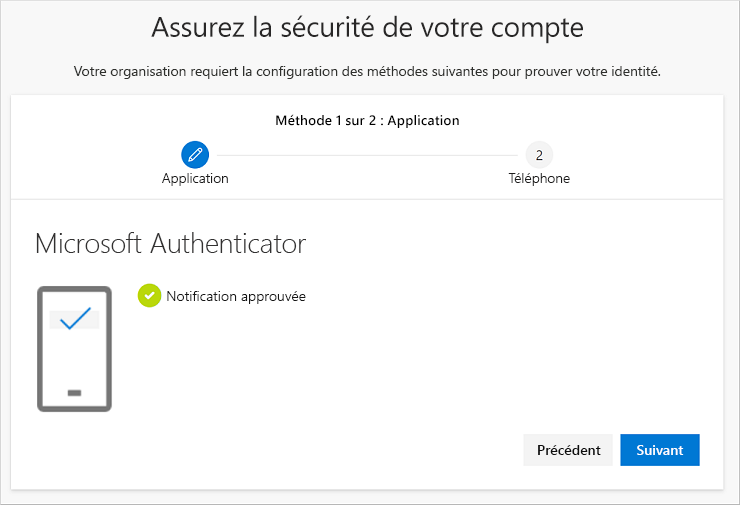 Assurez la sécurité de votre compte
Votre organisation requiert la configuration des méthodes suivantes pour prouver votre identité.
Méthode 1 sur 2 : Application
2
Application
Téléphone
Microsoft Authenticator
Notification approuvée
Précédent
Suivant